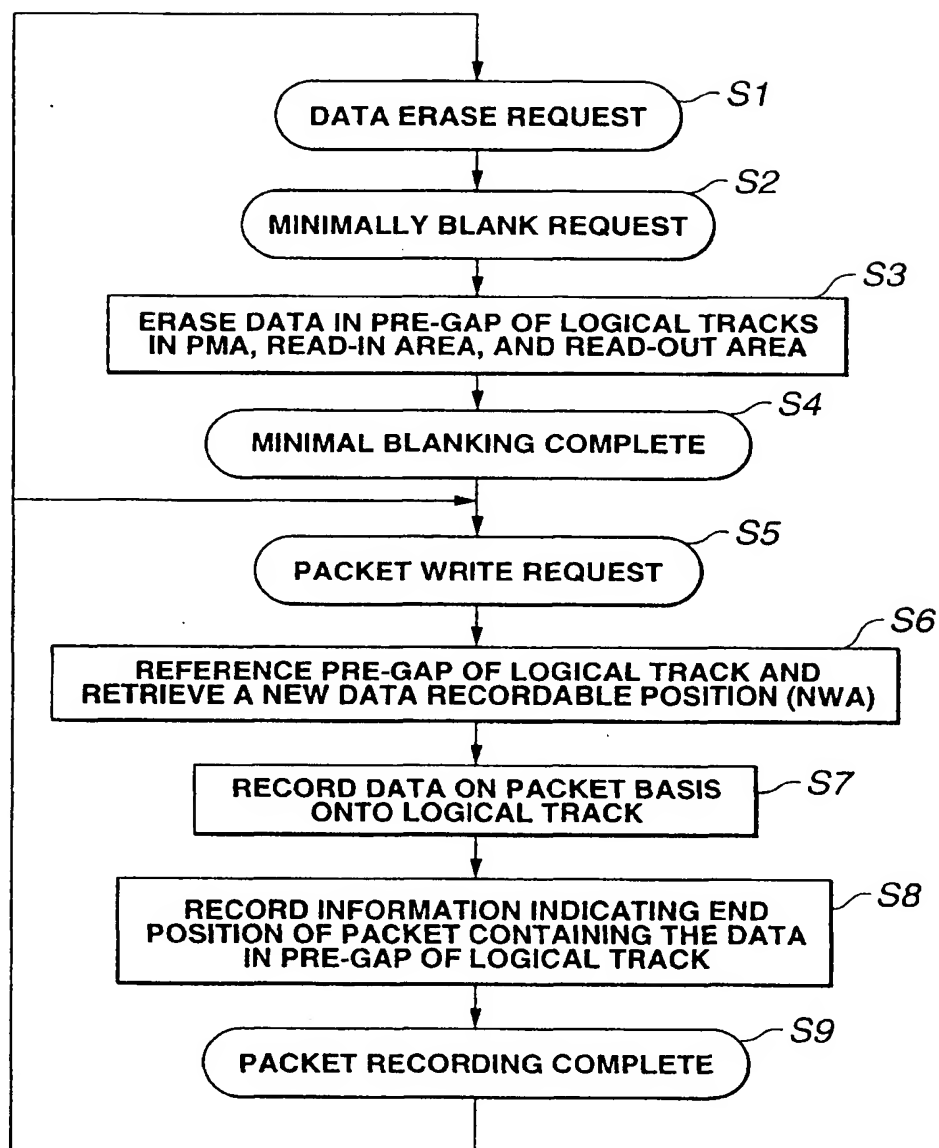 S1
DATA ERASE REQUEST
S2
MINIMALLY BLANK REQUEST
S3
ERASE DATA IN PRE-GAP OF LOGICAL TRACKS
IN PMA, READ-IN AREA, AND READ-OUT AREA
S4
MINIMAL BLANKING COMPLETE
S5
PACKET WRITE REQUEST
S6
REFERENCE PRE-GAP OF LOGICAL TRACK AND
RETRIEVE A NEW DATA RECORDABLE POSITION (NWA)
S7
RECORD DATA ON PACKET BASIS
ONTO LOGICAL TRACK
S8
RECORD INFORMATION INDICATING END
POSITION OF PACKET CONTAINING THE DATA
IN PRE-GAP OF LOGICAL TRACK
S9
PACKET RECORDING COMPLETE